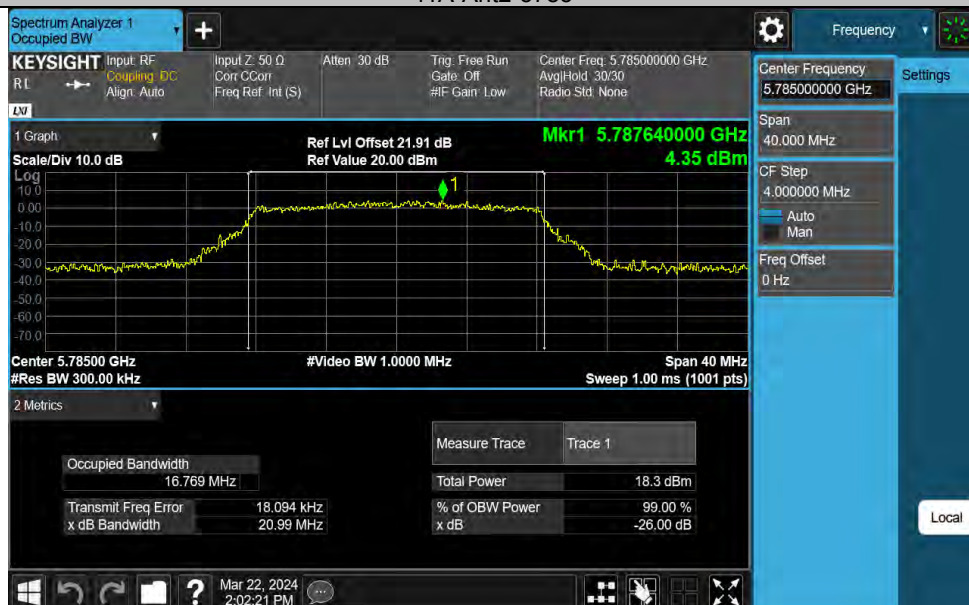 Spectrum Analyzer 1
Occupied BW
+
Frequency
KEYSIGHT
Input: RF
Coupling: DC
Align: Auto
Input Z: 50 Ω
Corr CCorr
Freq Ref: Int (S)
Atten: 30 dB
Trig: Free Run
Gate: Off
#IF Gain: Low
Center Freq: 5.785000000 GHz
Avg|Hold: 30/30
Radio Std: None
LXI
Center Frequency
5.785000000 GHz
Settings
Span
40.000 MHz
CF Step
4.000000 MHz
Auto
Man
Freq Offset
0 Hz
1 Graph
Scale/Div 10.0 dB
Ref Lvl Offset 21.91 dB
Ref Value 20.00 dBm
Mkr1 5.787640000 GHz
4.35 dBm
Log
10.0
0.00
-10.0
-20.0
-30.0
-40.0
-50.0
-60.0
-70.0
1
Center 5.78500 GHz
#Res BW 300.00 kHz
#Video BW 1.0000 MHz
Span 40 MHz
Sweep 1.00 ms (1001 pts)
2 Metrics
Measure Trace Trace 1
Occupied Bandwidth
16.769 MHz
Total Power 18.3 dBm
Transmit Freq Error 18.094 kHz
% of OBW Power 99.00 %
x dB Bandwidth 20.99 MHz
x dB -26.00 dB
Local
?
Mar 22, 2024
2:02:21 PM